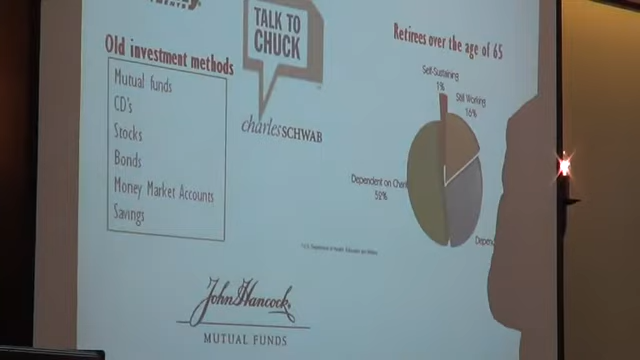 TALK TO
CHUCK
charles SCHWAB
Old investment methods
Mutual funds
CD's
Stocks
Bonds
Money Market Accounts
Savings
Retirees over the age of 65
Self-Sustaining
1%
Still Working
16%
Dependent on
52%
John Hancock
MUTUAL FUNDS